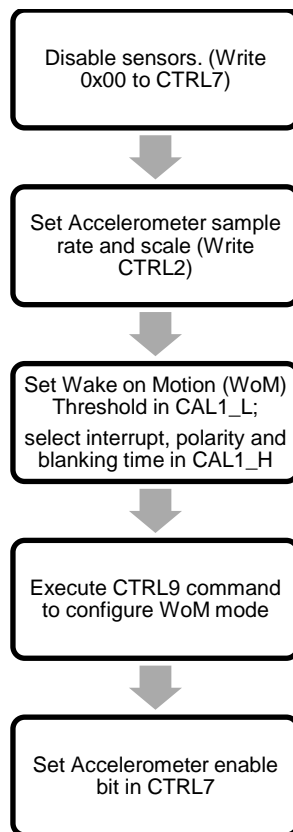 Disable sensors. (Write
0x00 to CTRL7)
Set Accelerometer sample
rate and scale (Write
CTRL2)
Set Wake on Motion (WoM)
Threshold in CAL1_L;
select interrupt, polarity and
blanking time in CAL1_H
Execute CTRL9 command
to configure WoM mode
Set Accelerometer enable
bit in CTRL7